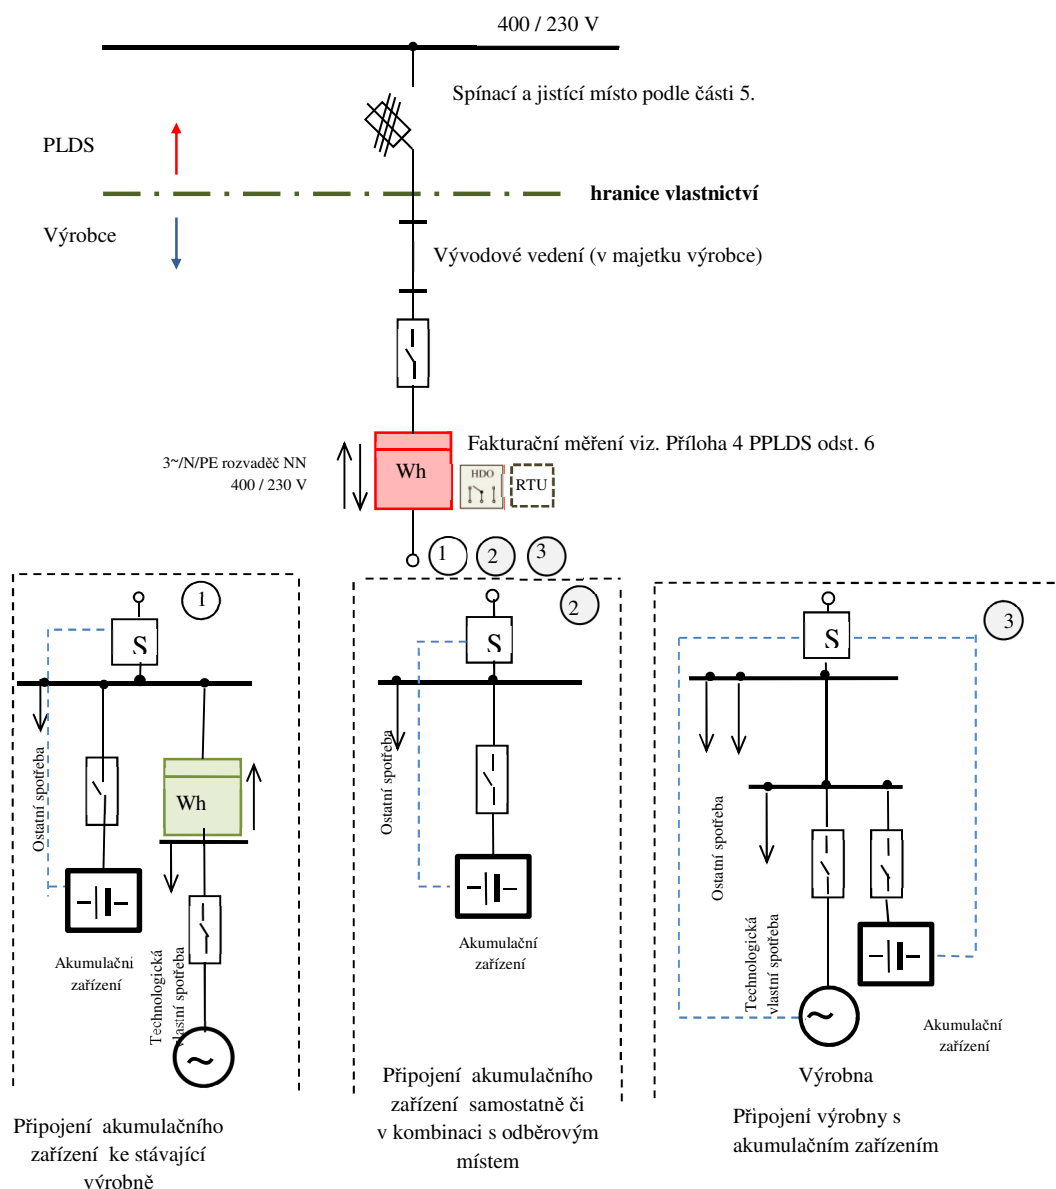 400 / 230 V
Spínací a jistící místo podle části 5.
PLDS
hranice vlastnictví
Výrobce
Vývodové vedení (v majetku výrobce)
Fakturační měření viz. Příloha 4 PPLDS odst. 6
3~/N/PE rozvaděč NN
400 / 230 V
Wh
HDO
RTU
1
2
3
1
S
Ostatní spotřeba
Wh
Akumulační
zařízení
Technologická
vlastní spotřeba
~
Připojení akumulačního
zařízení ke stávající
výrobně
2
S
Ostatní spotřeba
Akumulační
zařízení
Připojení akumulačního
zařízení samostatně či
v kombinaci s odběrovým
místem
3
S
Ostatní spotřeba
Technologická
vlastní spotřeba
~
Akumulační
zařízení
Výrobna
Připojení výrobny s
akumulačním zařízením